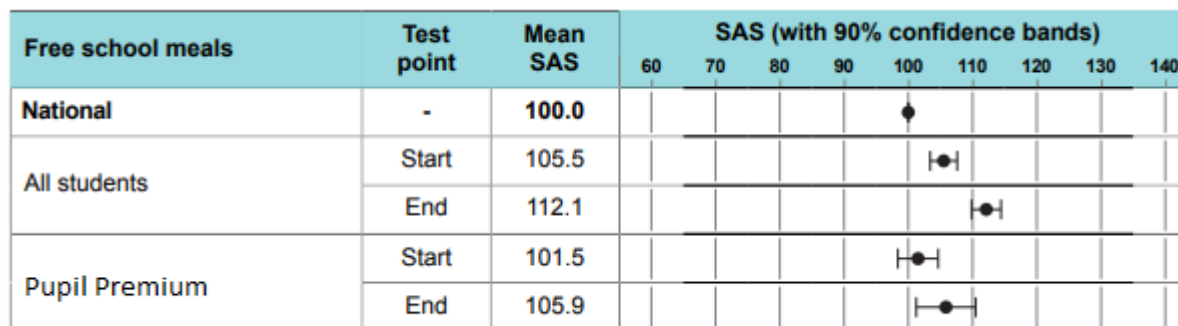 Free school meals Test point Mean SAS SAS (with 90% confidence bands)
60 70 80 90 100 110 120 130 140
National - 100.0
All students Start 105.5
End 112.1
Pupil Premium Start 101.5
End 105.9